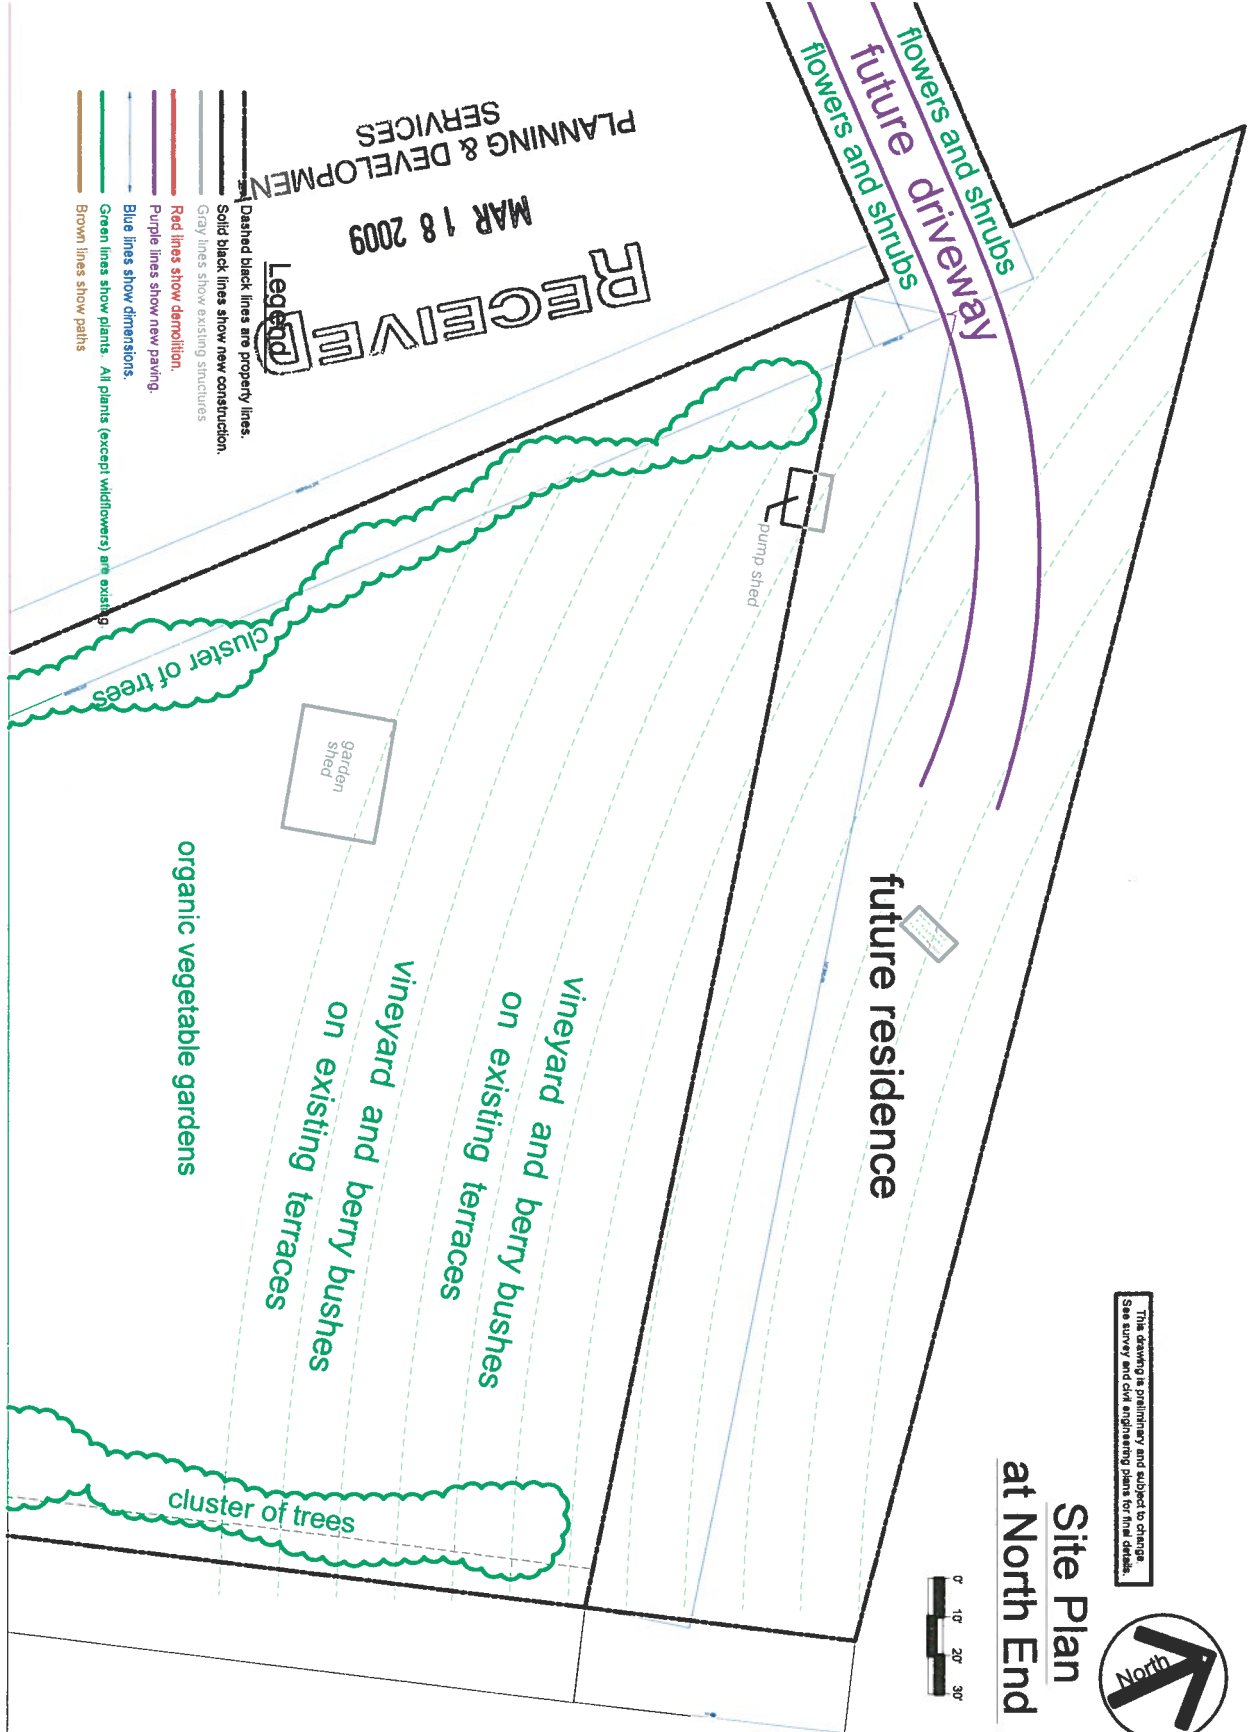 This drawing is preliminary and subject to change.
See survey and civil engineering plans for final details.
North
Site Plan
at North End
0' 10' 20' 30'
flowers and shrubs
future driveway
flowers and shrubs
future residence
pump shed
vineyard and berry bushes
on existing terraces
vineyard and berry bushes
on existing terraces
garden
shed
organic vegetable gardens
cluster of trees
cluster of trees
RECEIVED
MAR 18 2009
PLANNING & DEVELOPMEN
SERVICES
Legend
Dashed black lines are property lines.
Solid black lines show new construction.
Gray lines show existing structures
Red lines show demolition.
Purple lines show new paving.
Blue lines show dimensions.
Green lines show plants. All plants (except wildflowers) are existing.
Brown lines show paths